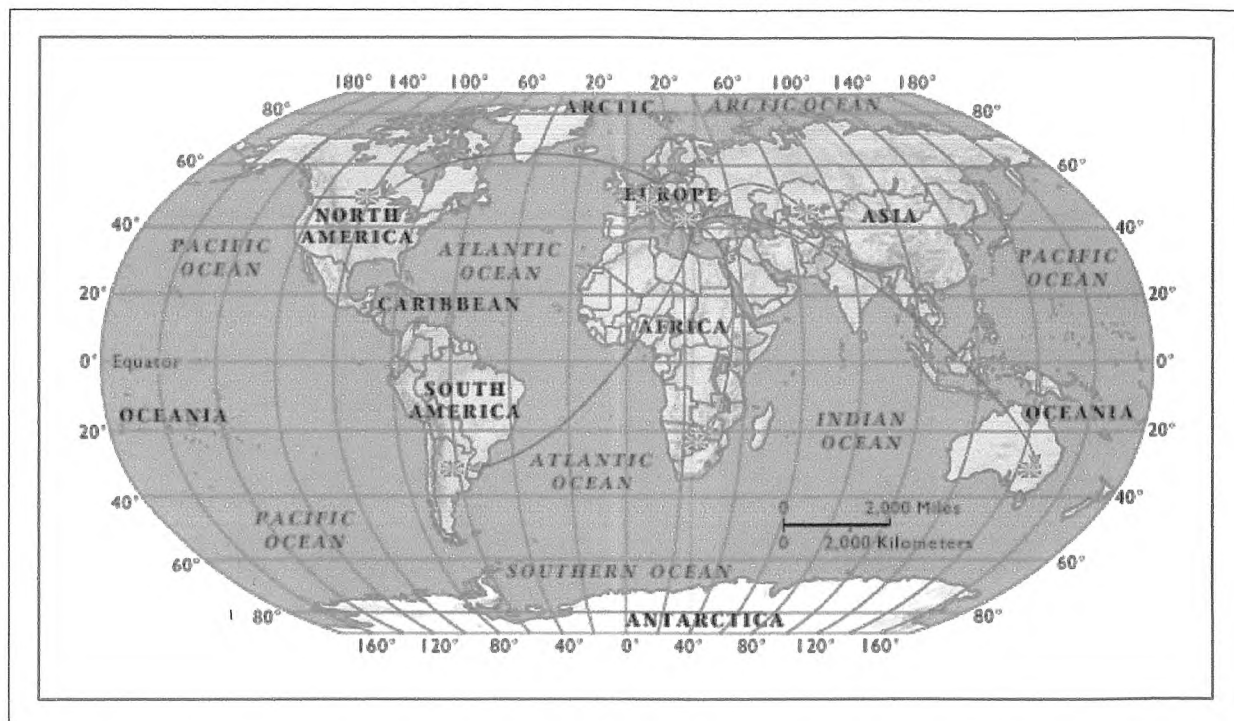 180° 140° 100° 60° 20° 20° 60° 100° 140° 180°
80° ARCTIC ARCTIC OCEAN 80°
60° 60°
EUROPE
40° NORTH AMERICA ASIA 40°
PACIFIC OCEAN
ATLANTIC OCEAN
PACIFIC OCEAN
20° CARIBBEAN 20°
AFRICA
0° Equator 0°
SOUTH AMERICA
OCEANIA INDIAN OCEAN OCEANIA
20° 20°
ATLANTIC OCEAN
40° 40°
0 2,000 Miles
PACIFIC OCEAN
0 2,000 Kilometers
60° SOUTHERN OCEAN 60°
80° ANTARCTICA 80°
160° 120° 80° 40° 0° 40° 80° 120° 160°